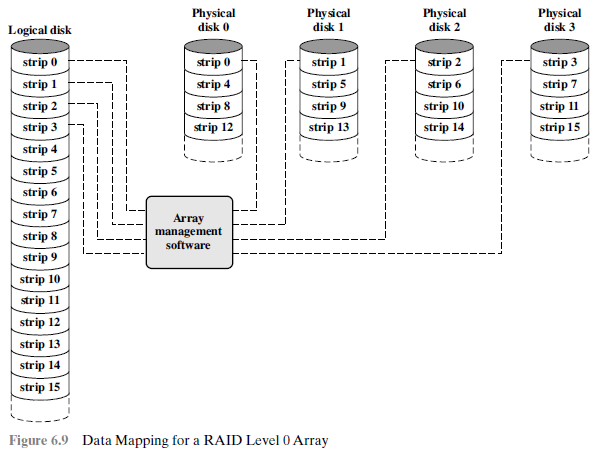 Logical disk
strip 0
strip 1
strip 2
strip 3
strip 4
strip 5
strip 6
strip 7
strip 8
strip 9
strip 10
strip 11
strip 12
strip 13
strip 14
strip 15
Physical
disk 0
strip 0
strip 4
strip 8
strip 12
Physical
disk 1
strip 1
strip 5
strip 9
strip 13
Physical
disk 2
strip 2
strip 6
strip 10
strip 14
Physical
disk 3
strip 3
strip 7
strip 11
strip 15
Array
management
software
Figure 6.9 Data Mapping for a RAID Level 0 Array